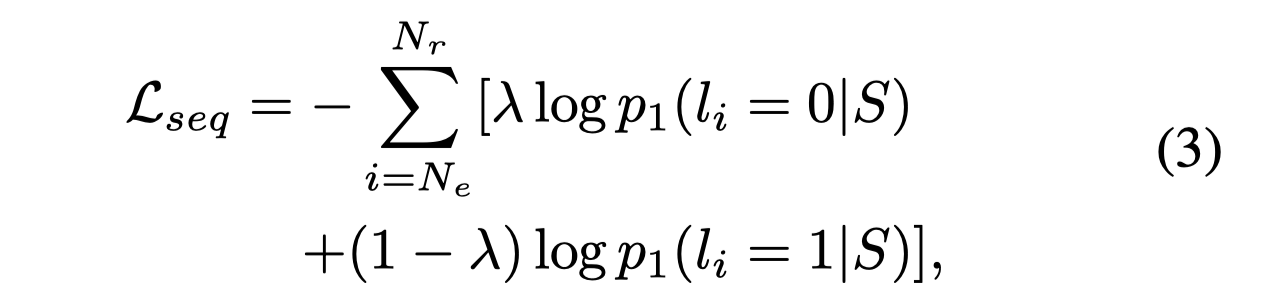 $$\mathcal{L}_{seq} = -\sum_{i=N_e}^{N_r} [\lambda \log p_1(l_i = 0|S)$$
(3)
$$+(1-\lambda) \log p_1(l_i = 1|S)],$$